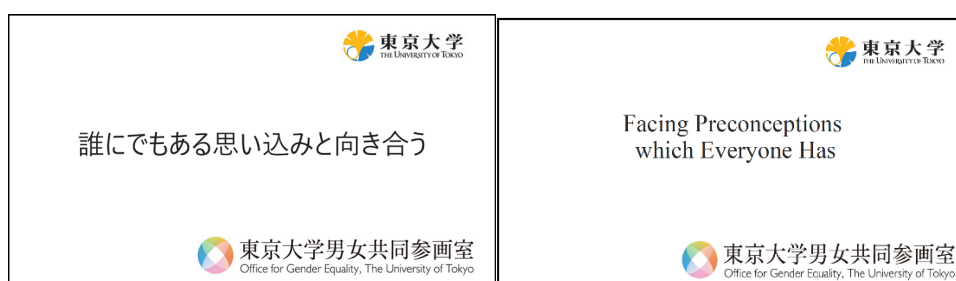 東京大学
THE UNIVERSITY OF TOKYO
誰にでもある思い込みと向き合う
東京大学男女共同参画室
Office for Gender Equality, The University of Tokyo
東京大学
THE UNIVERSITY OF TOKYO
Facing Preconceptions
which Everyone Has
東京大学男女共同参画室
Office for Gender Equality, The University of Tokyo